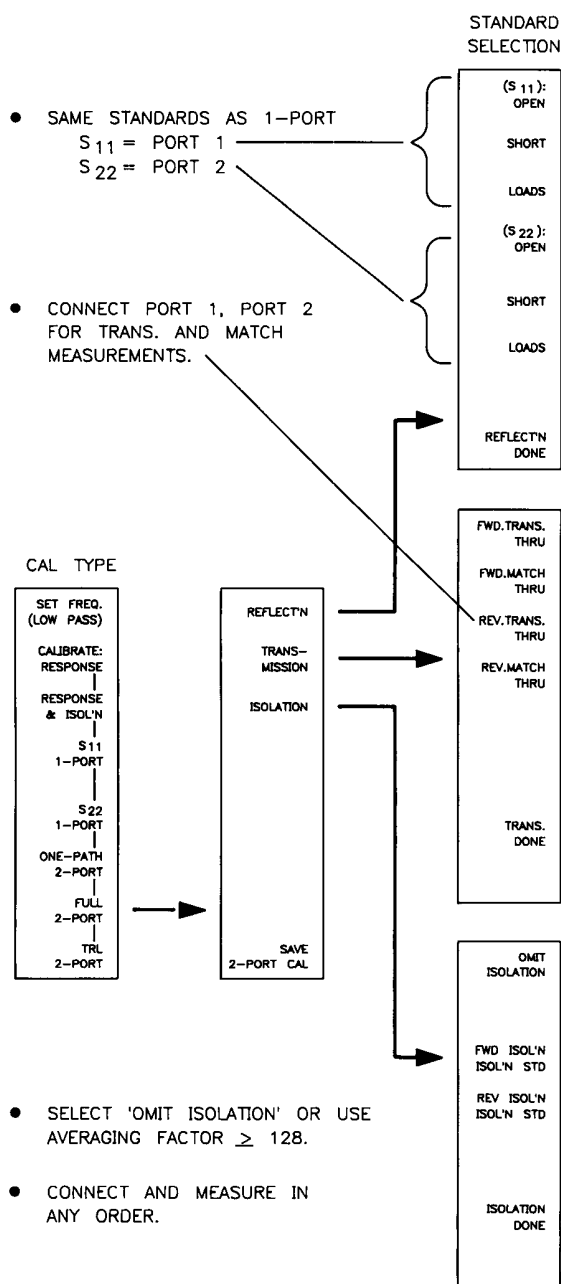 STANDARD
SELECTION
● SAME STANDARDS AS 1-PORT
S11 = PORT 1
S22 = PORT 2
(S11):
OPEN
SHORT
LOADS
(S22):
OPEN
SHORT
LOADS
REFLECT'N
DONE
● CONNECT PORT 1, PORT 2
FOR TRANS. AND MATCH
MEASUREMENTS.
FWD.TRANS.
THRU
FWD.MATCH
THRU
REV.TRANS.
THRU
REV.MATCH
THRU
TRANS.
DONE
CAL TYPE
SET FREQ.
(LOW PASS)
CALIBRATE:
RESPONSE
RESPONSE
& ISOL'N
S11
1-PORT
S22
1-PORT
ONE-PATH
2-PORT
FULL
2-PORT
TRL
2-PORT
REFLECT'N
TRANS-
MISSION
ISOLATION
SAVE
2-PORT CAL
OMIT
ISOLATION
FWD ISOL'N
ISOL'N STD
REV ISOL'N
ISOL'N STD
ISOLATION
DONE
● SELECT 'OMIT ISOLATION' OR USE
AVERAGING FACTOR ≥ 128.
● CONNECT AND MEASURE IN
ANY ORDER.